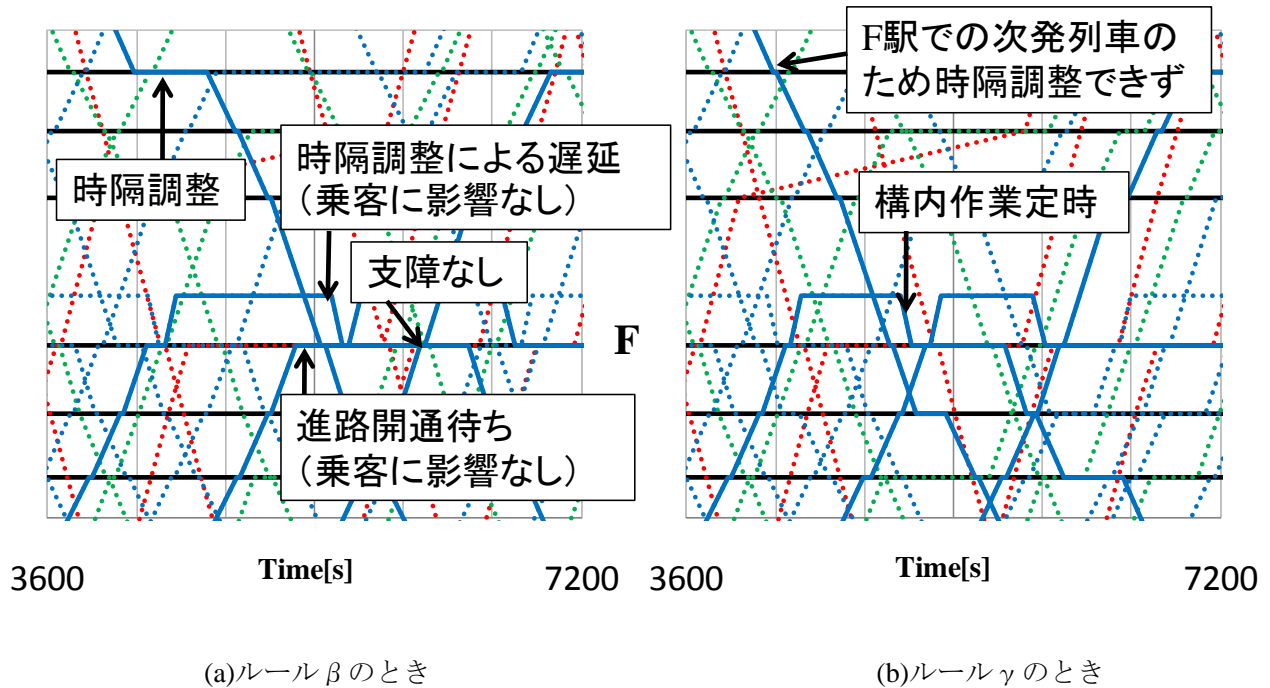 F駅での次発列車の
ため時隔調整できず
時隔調整による遅延
（乗客に影響なし）
時隔調整
構内作業定時
支障なし
F
進路開通待ち
（乗客に影響なし）
3600
Time[s]
7200
3600
Time[s]
7200
(a)ルールβのとき
(b)ルールγのとき